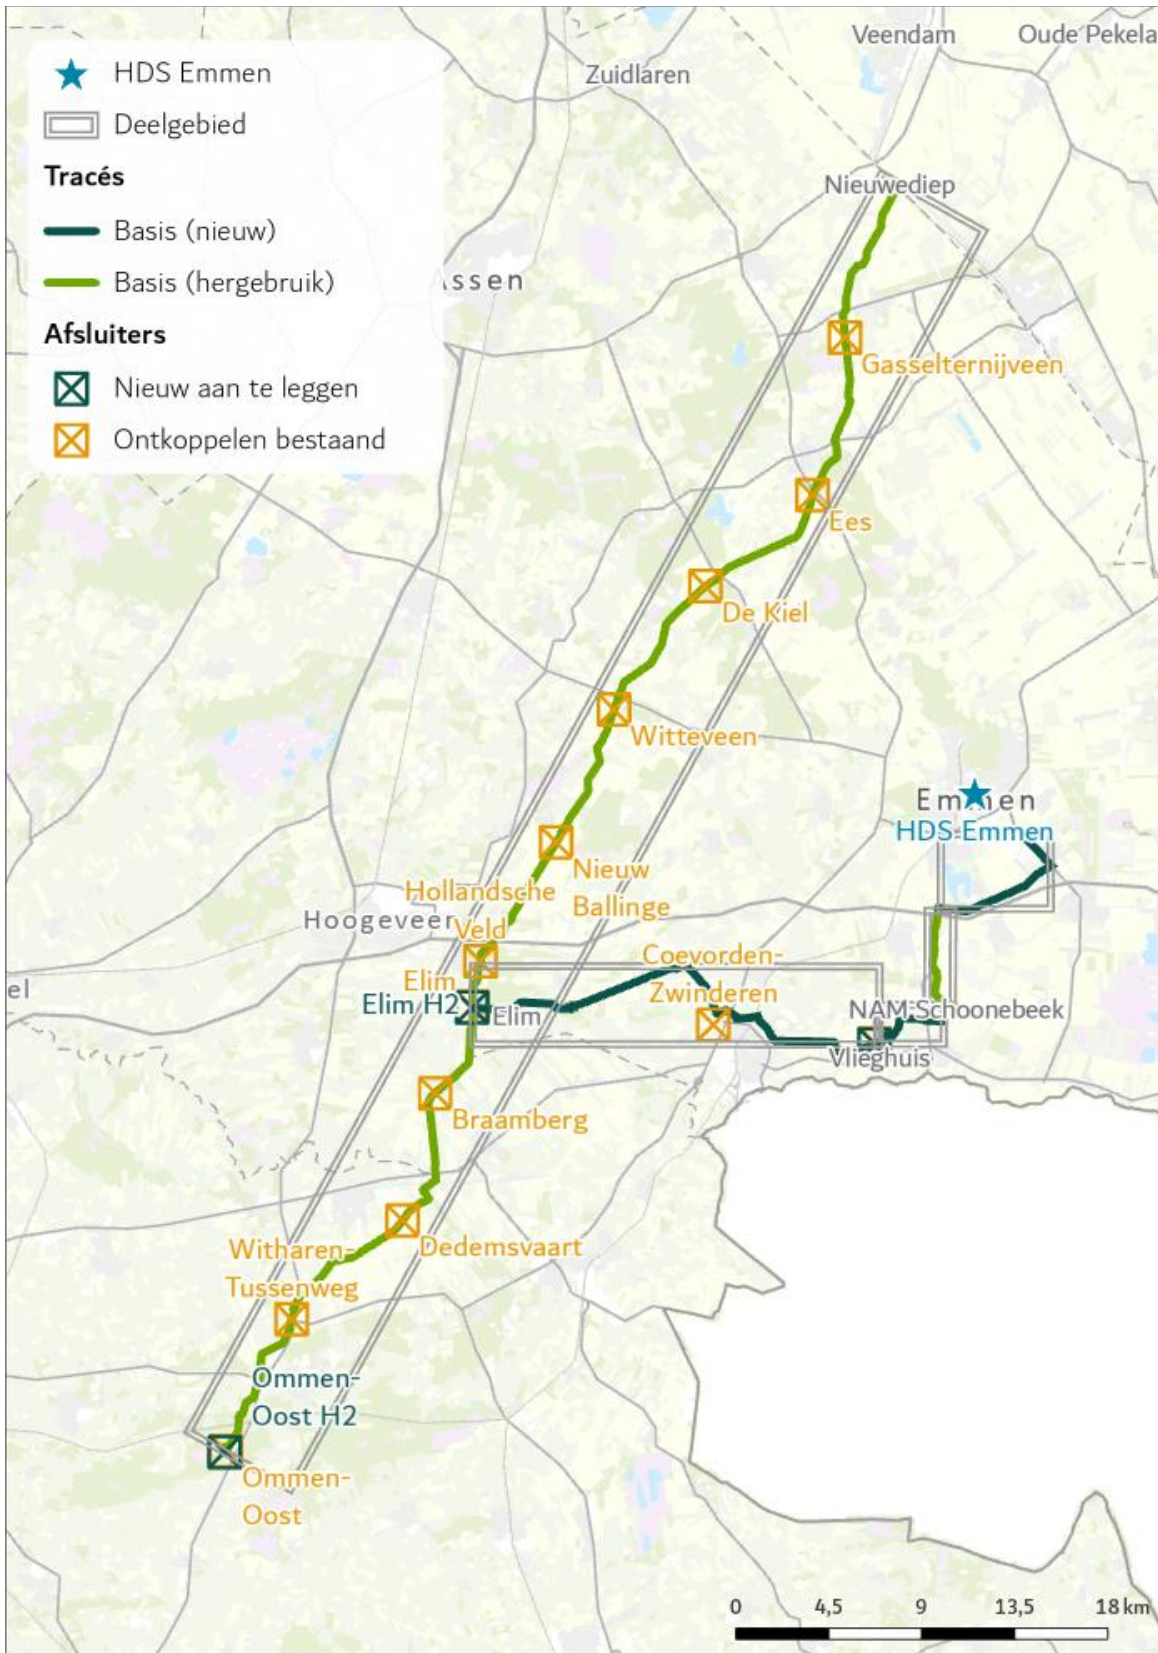 HDS Emmen
Deelgebied
Tracés
Basis (nieuw)
Basis (hergebruik)
Afsluiters
Nieuw aan te leggen
Ontkoppelen bestaand
Veendam
Oude Pekela
Zuidlaren
Nieuwediep
Assen
Gasselternijveen
Ees
De Kiel
Witteveen
Emmen
HDS Emmen
Nieuw
Ballinge
Hollandsche
Veld
Hoogeveen
Elim
Elim H2
Elim
Coevorden-
Zwinderen
el
NAM-Schoonebeek
Vlieghuis
Braamberg
Dedemsvaart
Witharen-
Tussenweg
Ommen-
Oost H2
Ommen-
Oost
0 4,5 9 13,5 18 km